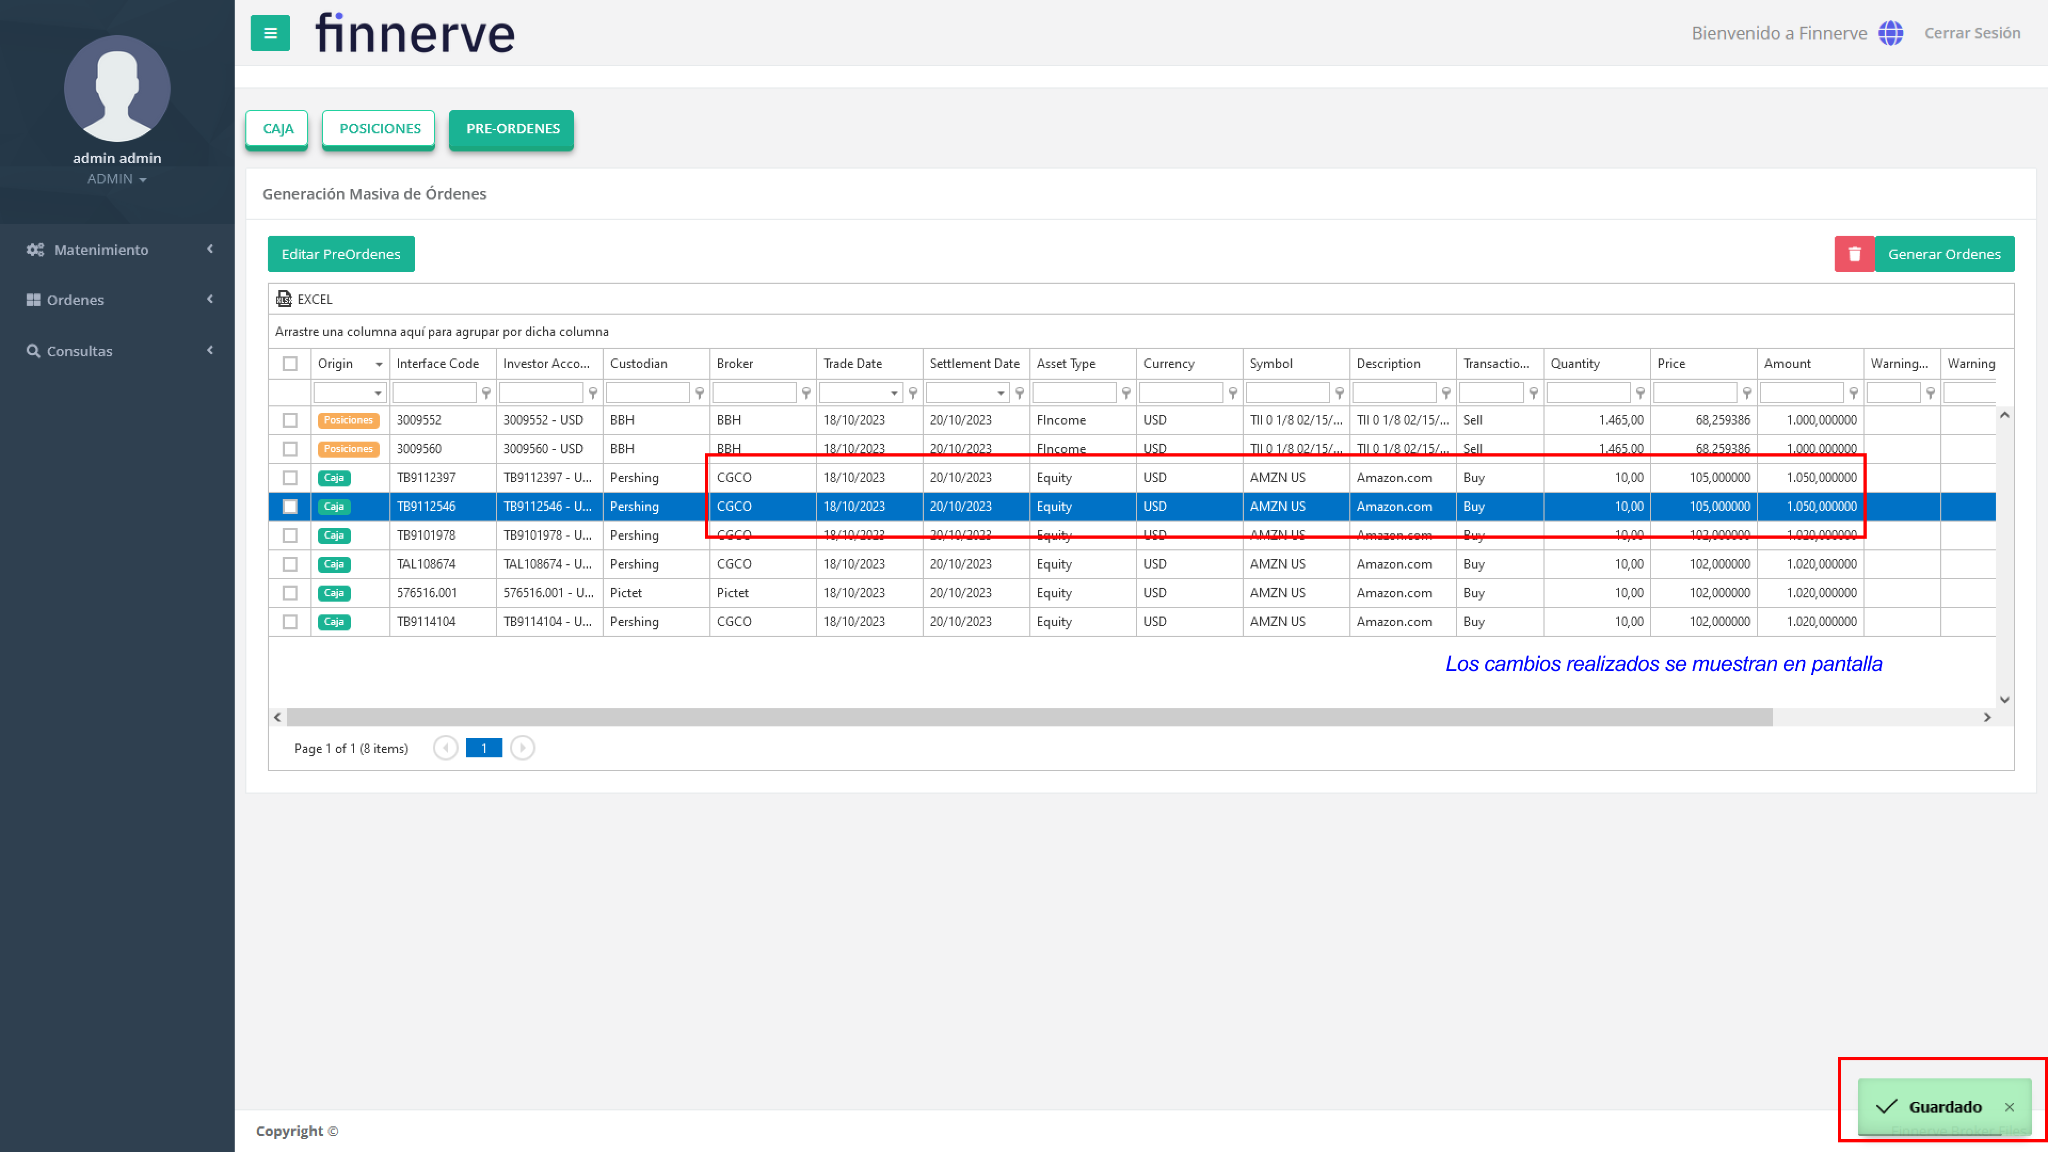 finnerve
Bienvenido a Finnerve
Cerrar Sesión
admin admin
ADMIN
Matenimiento
Ordenes
Consultas
CAJA
POSICIONES
PRE-ORDENES
Generación Masiva de Órdenes
Editar PreOrdenes
Generar Ordenes
EXCEL
Arrastre una columna aquí para agrupar por dicha columna
Origin Interface Code Investor Acco... Custodian Broker Trade Date Settlement Date Asset Type Currency Symbol Description Transactio... Quantity Price Amount Warning... Warning
Posiciones 3009552 3009552 - USD BBH BBH 18/10/2023 20/10/2023 FIncome USD TII 0 1/8 02/15/... TII 0 1/8 02/15/... Sell 1.465,00 68,259386 1.000,000000
Posiciones 3009560 3009560 - USD BBH BBH 18/10/2023 20/10/2023 FIncome USD TII 0 1/8 02/15/... TII 0 1/8 02/15/... Sell 1.465,00 68,259386 1.000,000000
Caja TB9112397 TB9112397 - U... Pershing CGCO 18/10/2023 20/10/2023 Equity USD AMZN US Amazon.com Buy 10,00 105,000000 1.050,000000
Caja TB9112546 TB9112546 - U... Pershing CGCO 18/10/2023 20/10/2023 Equity USD AMZN US Amazon.com Buy 10,00 105,000000 1.050,000000
Caja TB9101978 TB9101978 - U... Pershing CGCO 18/10/2023 20/10/2023 Equity USD AMZN US Amazon.com Buy 10,00 102,000000 1.020,000000
Caja TAL108674 TAL108674 - U... Pershing CGCO 18/10/2023 20/10/2023 Equity USD AMZN US Amazon.com Buy 10,00 102,000000 1.020,000000
Caja 576516.001 576516.001 - U... Pictet Pictet 18/10/2023 20/10/2023 Equity USD AMZN US Amazon.com Buy 10,00 102,000000 1.020,000000
Caja TB9114104 TB9114104 - U... Pershing CGCO 18/10/2023 20/10/2023 Equity USD AMZN US Amazon.com Buy 10,00 102,000000 1.020,000000
Los cambios realizados se muestran en pantalla
Page 1 of 1 (8 items) 1
Guardado
Finnerve Broker Files
Copyright ©